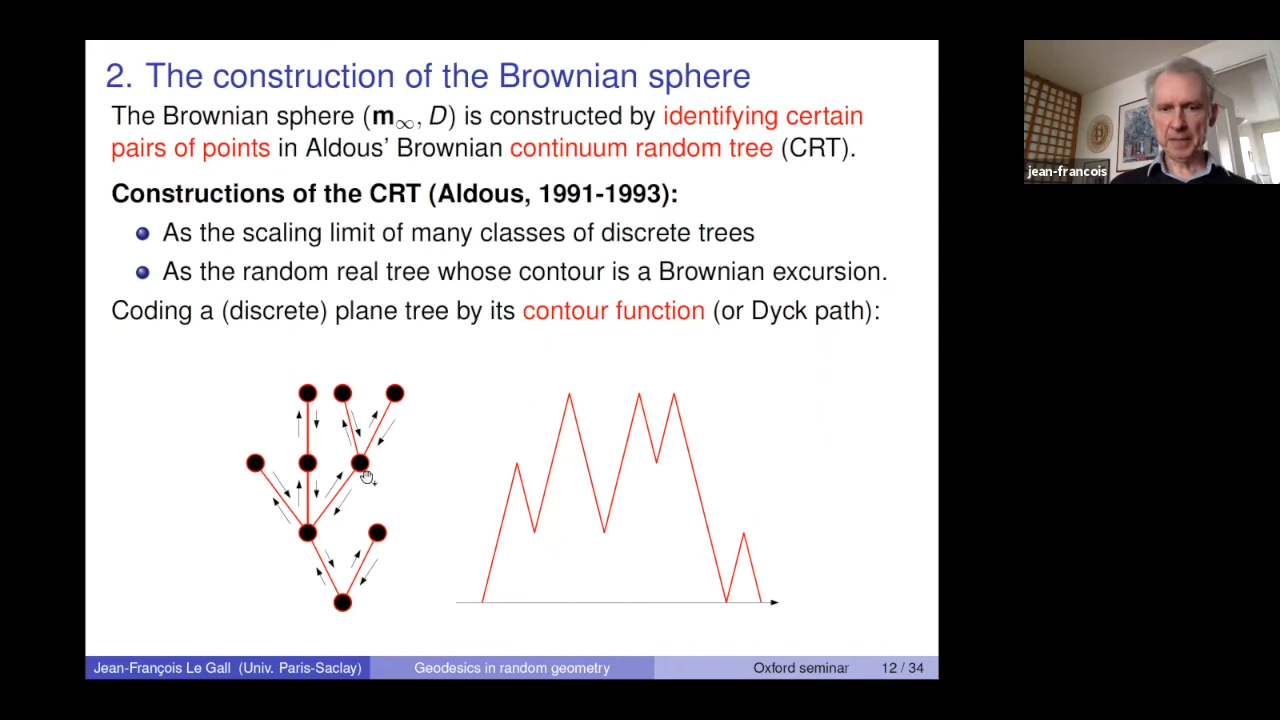 2. The construction of the Brownian sphere
The Brownian sphere (m∞, D) is constructed by identifying certain
pairs of points in Aldous' Brownian continuum random tree (CRT).
Constructions of the CRT (Aldous, 1991-1993):
As the scaling limit of many classes of discrete trees
As the random real tree whose contour is a Brownian excursion.
Coding a (discrete) plane tree by its contour function (or Dyck path):
Jean-François Le Gall (Univ. Paris-Saclay) Geodesics in random geometry Oxford seminar 12 / 34
jean-francois